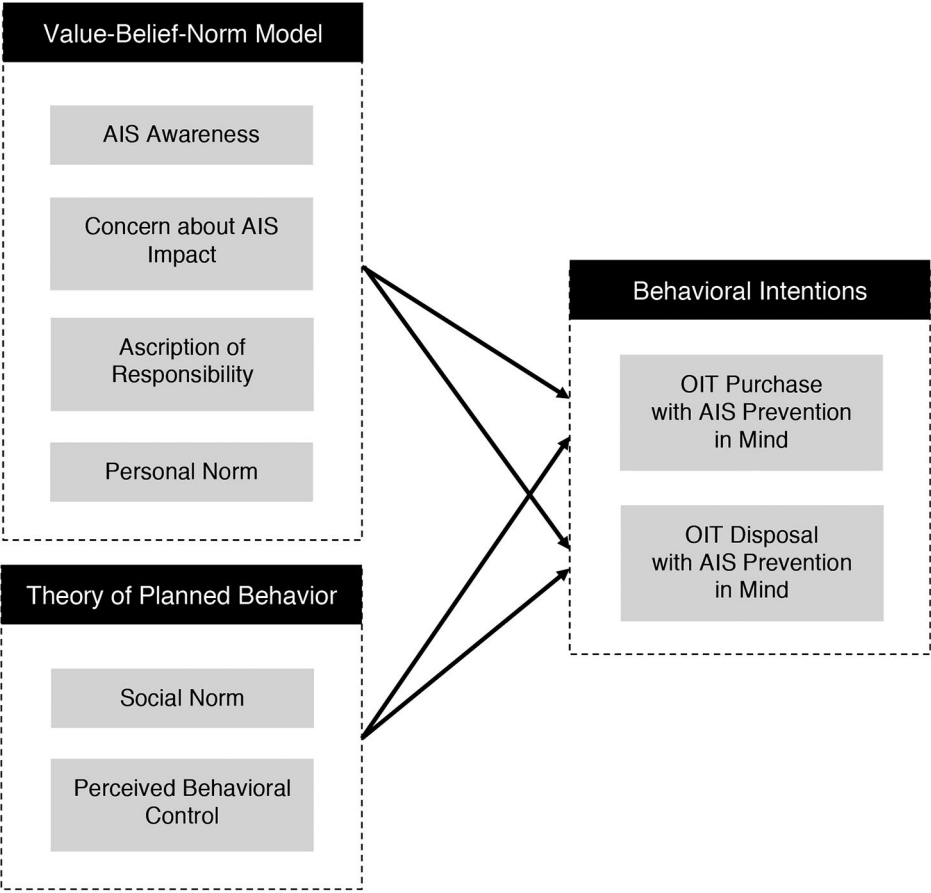 Value-Belief-Norm Model
AIS Awareness
Concern about AIS
Impact
Ascription of
Responsibility
Personal Norm
Theory of Planned Behavior
Social Norm
Perceived Behavioral
Control
Behavioral Intentions
OIT Purchase
with AIS Prevention
in Mind
OIT Disposal
with AIS Prevention
in Mind